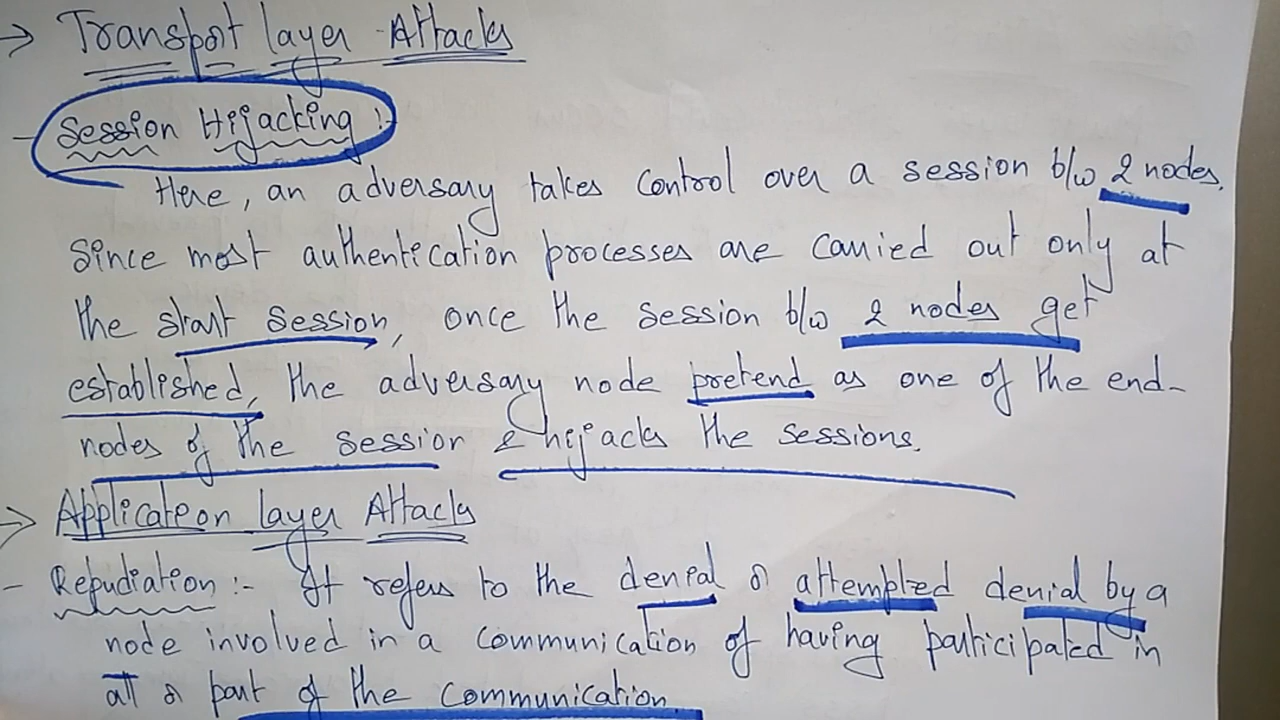 → Transport layer Attacks
- Session Hijacking :-
Here, an adversary takes control over a session b/w 2 nodes.
Since most authentication processes are carried out only at
the start session, once the session b/w 2 nodes get
established, the adversary node pretend as one of the end-
nodes of the session & hijacks the sessions.
→ Application layer Attacks
- Repudiation :- It refers to the denial or attempted denial by a
node involved in a communication of having participated in
all or part of the communication